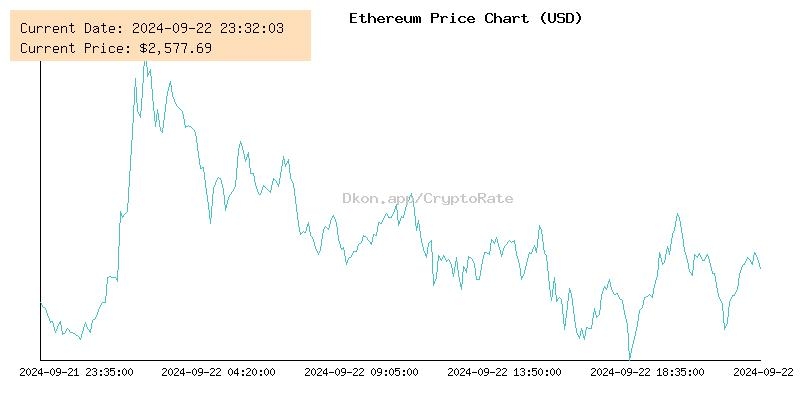 Ethereum Price Chart (USD)
Current Date: 2024-09-22 23:32:03
Current Price: $2,577.69
Dkon.app/CryptoRate
2024-09-21 23:35:00 2024-09-22 04:20:00 2024-09-22 09:05:00 2024-09-22 13:50:00 2024-09-22 18:35:00 2024-09-22